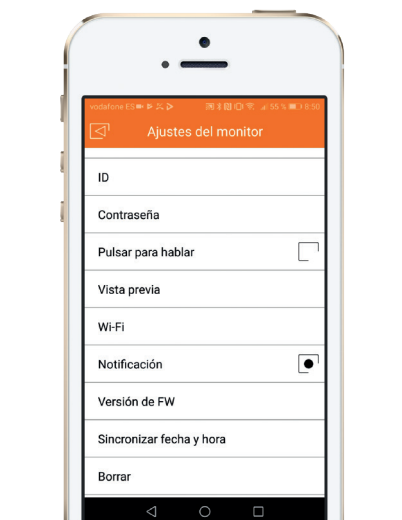 vodafone ES 55 % 8:50
Ajustes del monitor
ID
Contraseña
Pulsar para hablar
Vista previa
Wi-Fi
Notificación
Versión de FW
Sincronizar fecha y hora
Borrar